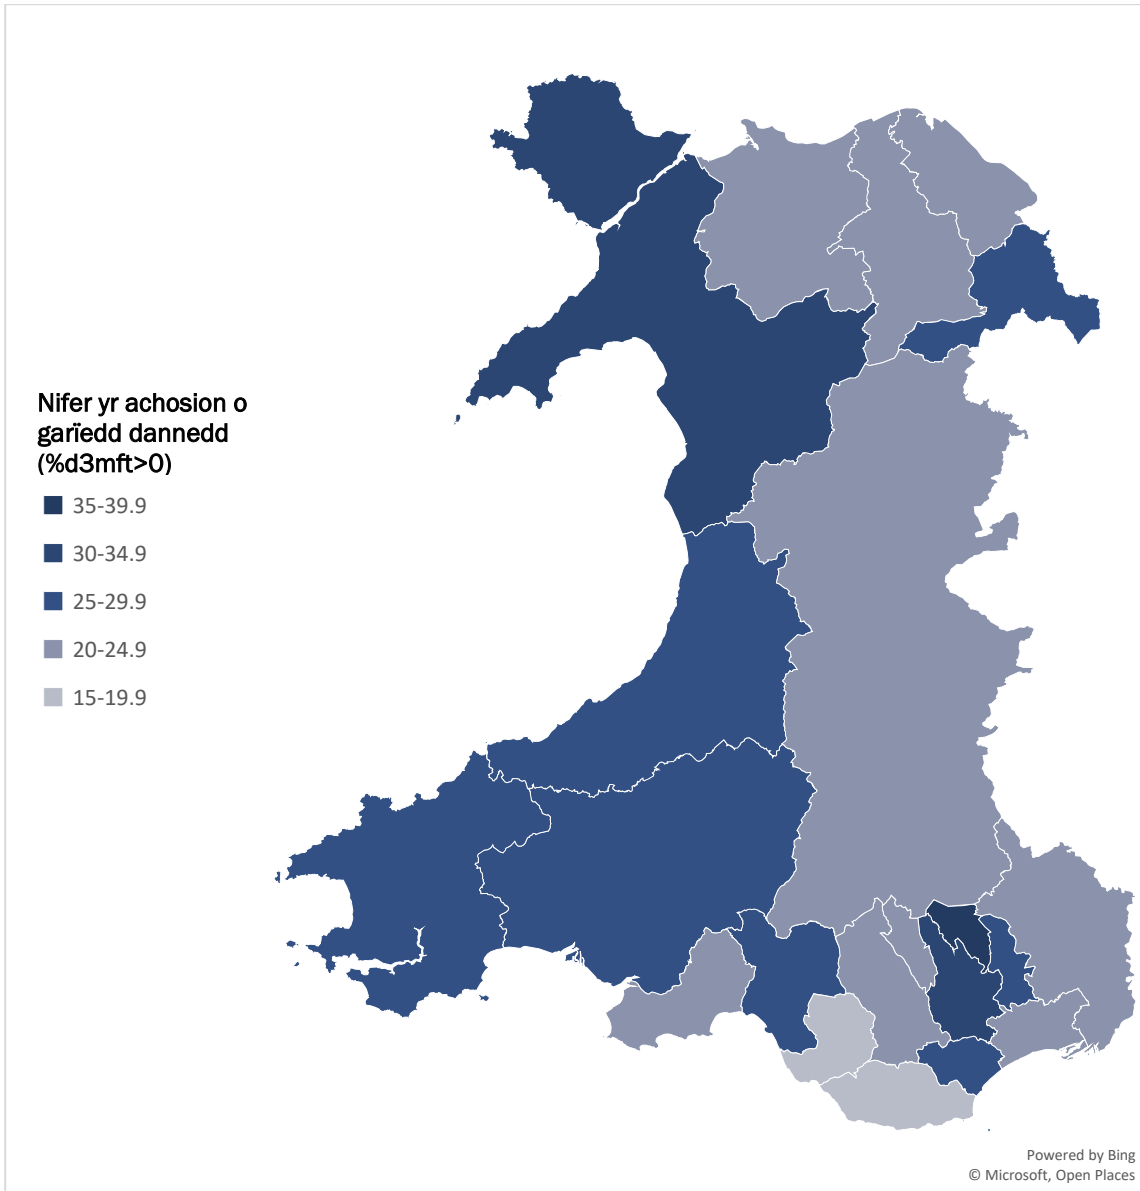 Nifer yr achosion o
garïedd dannedd
(%d3mft>0)
35-39.9
30-34.9
25-29.9
20-24.9
15-19.9
Powered by Bing
© Microsoft, Open Places